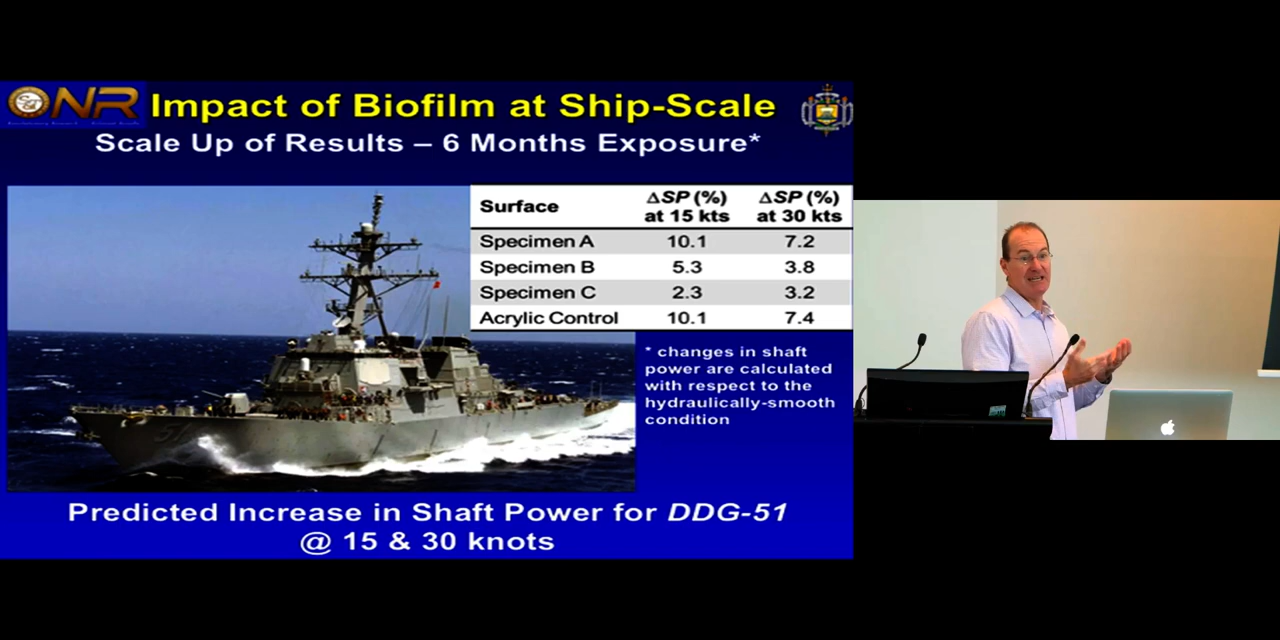 ONR
Impact of Biofilm at Ship-Scale
Scale Up of Results – 6 Months Exposure*
Surface ΔSP (%) at 15 kts ΔSP (%) at 30 kts
Specimen A 10.1 7.2
Specimen B 5.3 3.8
Specimen C 2.3 3.2
Acrylic Control 10.1 7.4
* changes in shaft
power are calculated
with respect to the
hydraulically-smooth
condition
51
Predicted Increase in Shaft Power for DDG-51
@ 15 & 30 knots